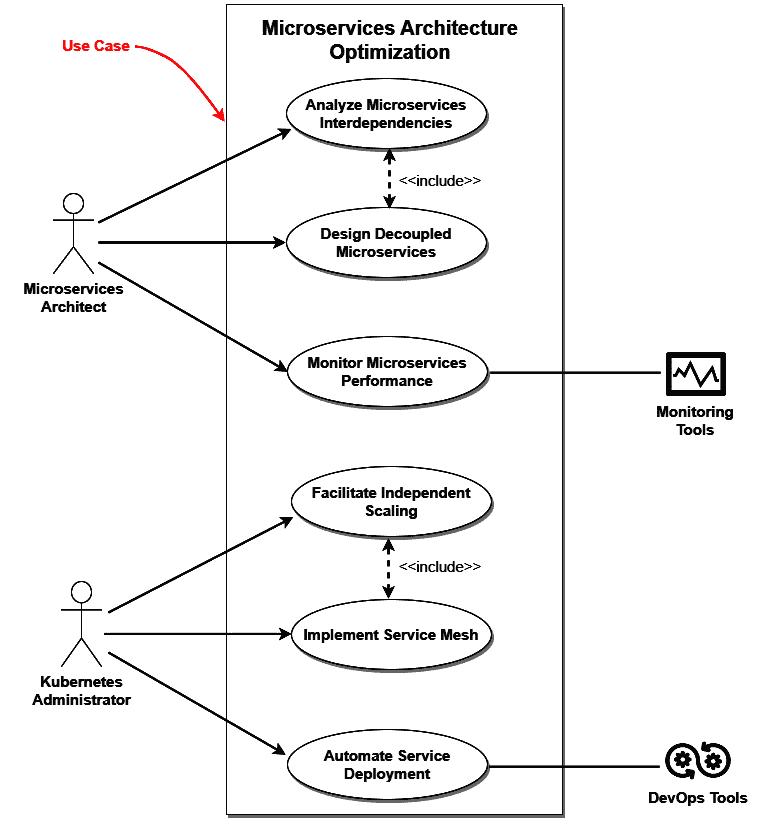 Microservices Architecture
Optimization
Use Case
Analyze Microservices
Interdependencies
<<include>>
Design Decoupled
Microservices
Microservices
Architect
Monitor Microservices
Performance
Monitoring
Tools
Facilitate Independent
Scaling
<<include>>
Implement Service Mesh
Kubernetes
Administrator
Automate Service
Deployment
DevOps Tools